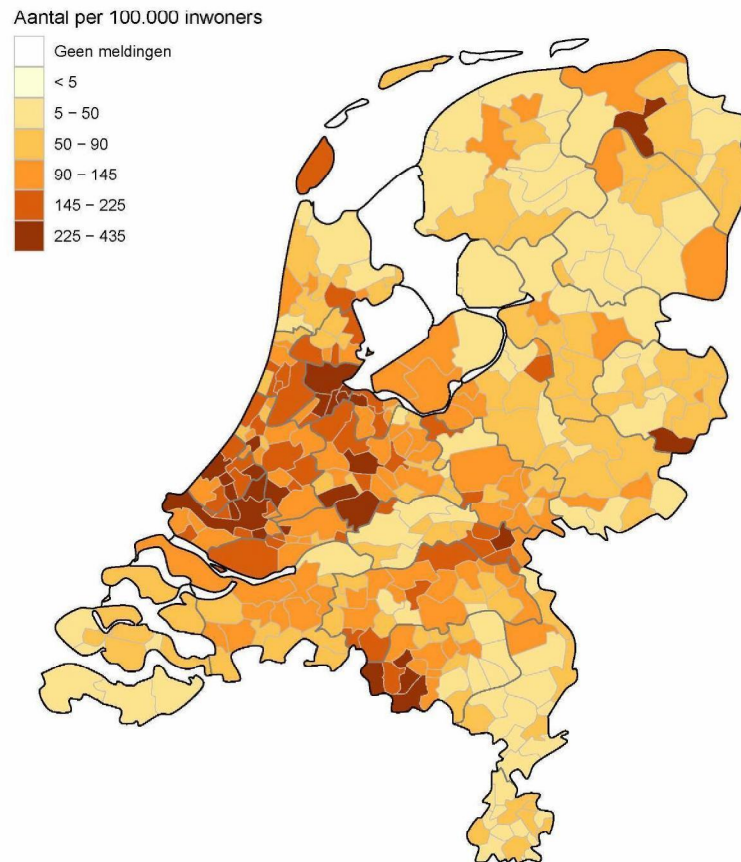 Aantal per 100.000 inwoners
Geen meldingen
< 5
5 – 50
50 – 90
90 – 145
145 – 225
225 – 435